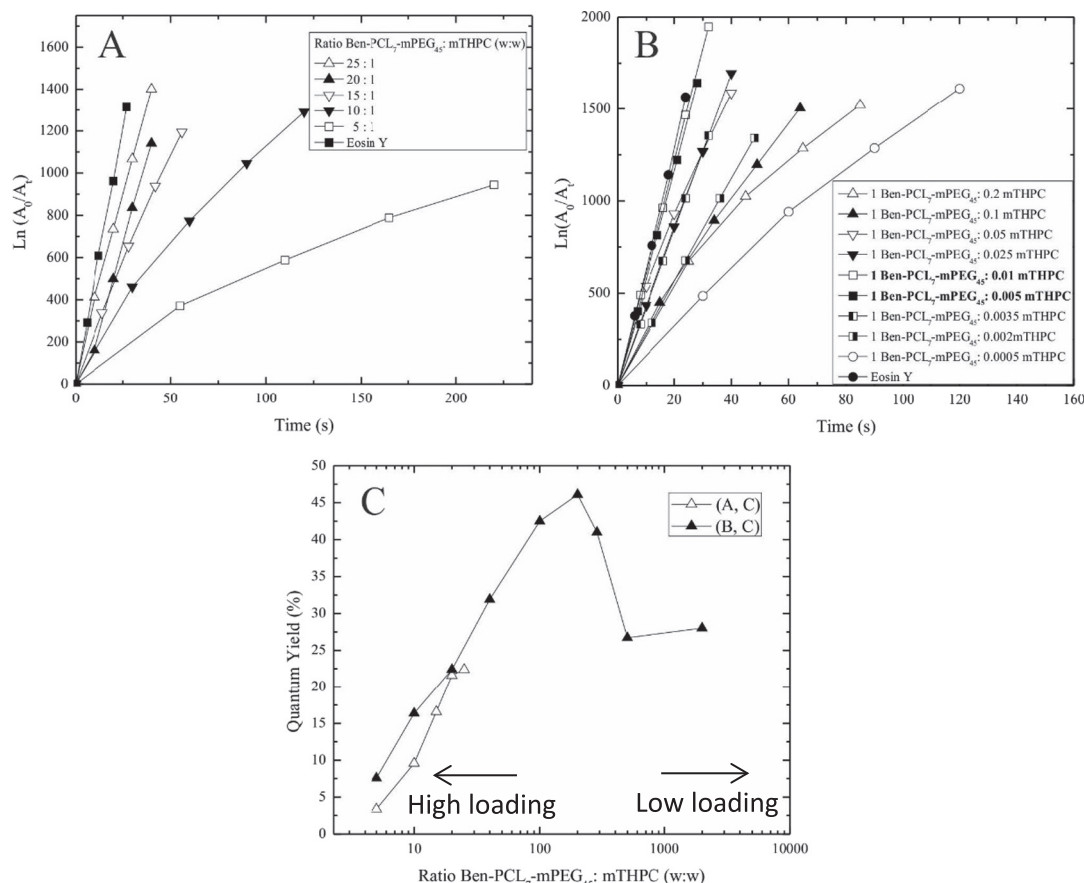 A
Ratio Ben-PCL7-mPEG45: mTHPC (w:w)
25 : 1
20 : 1
15 : 1
10 : 1
5 : 1
Eosin Y
1600
1400
1200
1000
800
600
400
200
0
Ln (A0/At)
0 50 100 150 200
Time (s)
B
2000
1500
1000
500
0
Ln(A0/At)
1 Ben-PCL7-mPEG45: 0.2 mTHPC
1 Ben-PCL7-mPEG45: 0.1 mTHPC
1 Ben-PCL7-mPEG45: 0.05 mTHPC
1 Ben-PCL7-mPEG45: 0.025 mTHPC
1 Ben-PCL7-mPEG45: 0.01 mTHPC
1 Ben-PCL7-mPEG45: 0.005 mTHPC
1 Ben-PCL7-mPEG45: 0.0035 mTHPC
1 Ben-PCL7-mPEG45: 0.002mTHPC
1 Ben-PCL7-mPEG45: 0.0005 mTHPC
Eosin Y
0 20 40 60 80 100 120 140 160
Time (s)
C
50
45
40
35
30
25
20
15
10
5
0
Quantum Yield (%)
(A, C)
(B, C)
High loading
Low loading
10 100 1000 10000
Ratio Ben-PCL7-mPEG45: mTHPC (w:w)